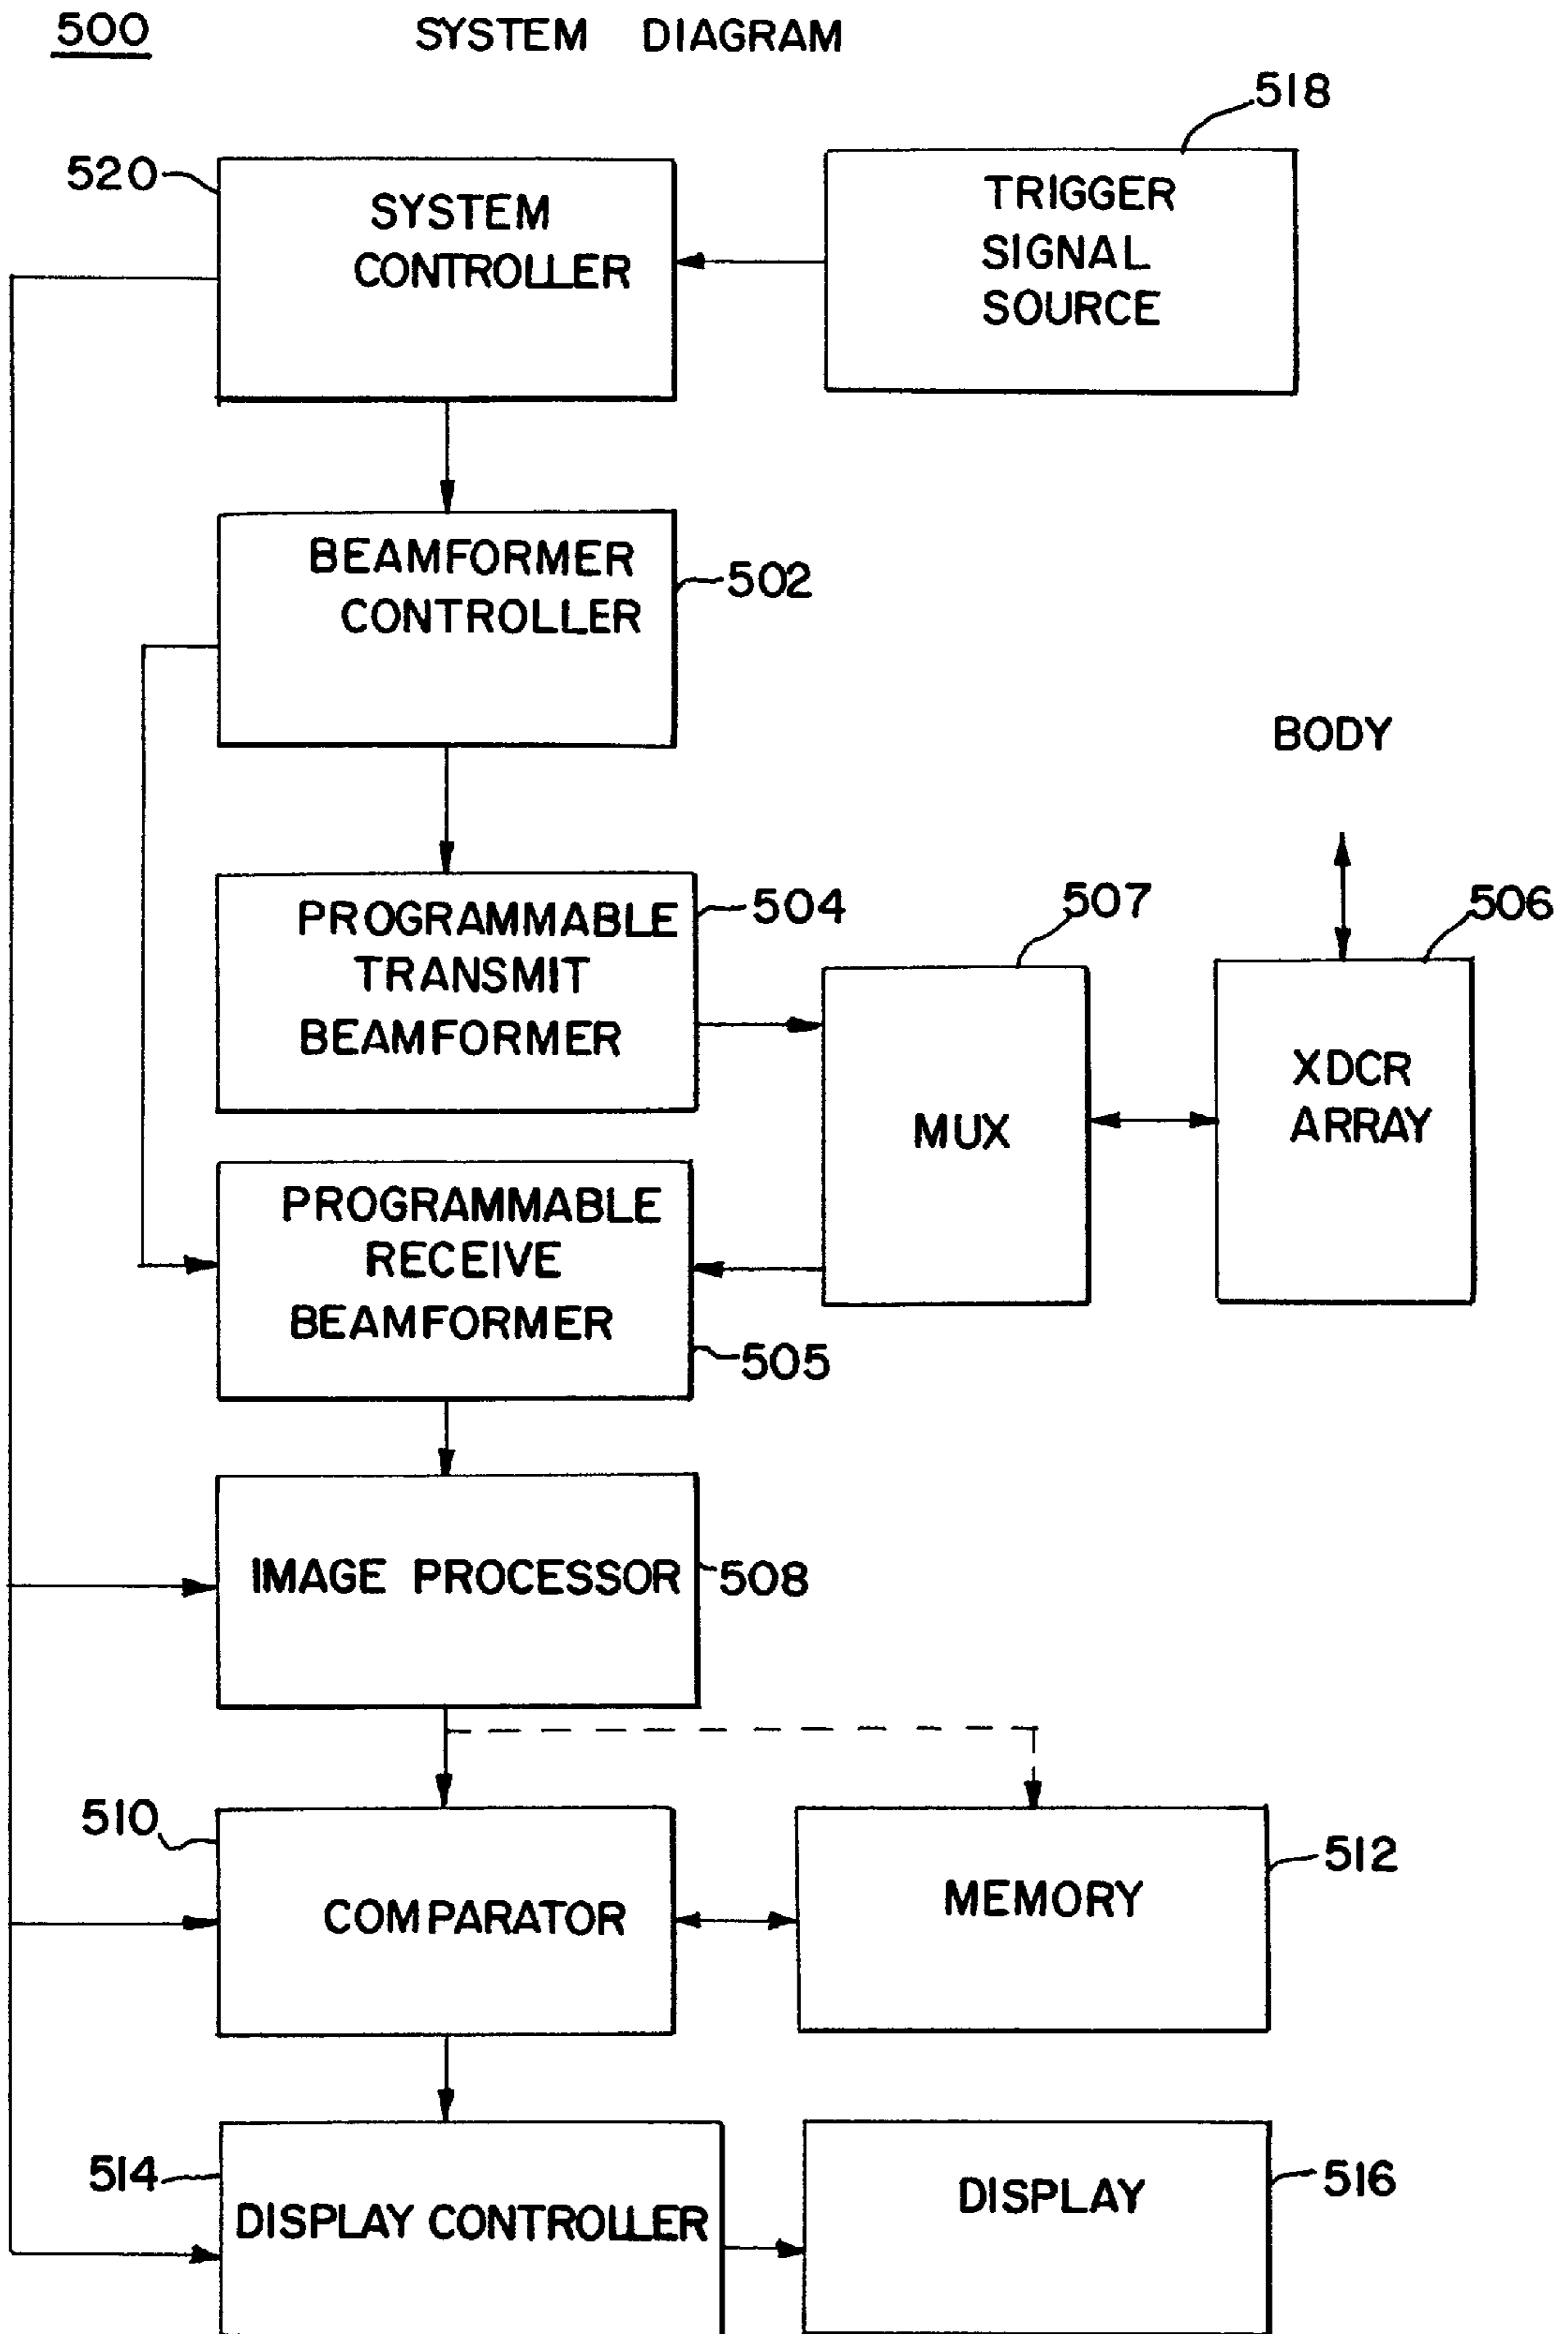 500
SYSTEM DIAGRAM
518
520
SYSTEM
CONTROLLER
TRIGGER
SIGNAL
SOURCE
BEAMFORMER
CONTROLLER
502
BODY
PROGRAMMABLE
TRANSMIT
BEAMFORMER
504
507
506
MUX
XDCR
ARRAY
PROGRAMMABLE
RECEIVE
BEAMFORMER
505
IMAGE PROCESSOR
508
510
COMPARATOR
MEMORY
512
514
DISPLAY CONTROLLER
DISPLAY
516